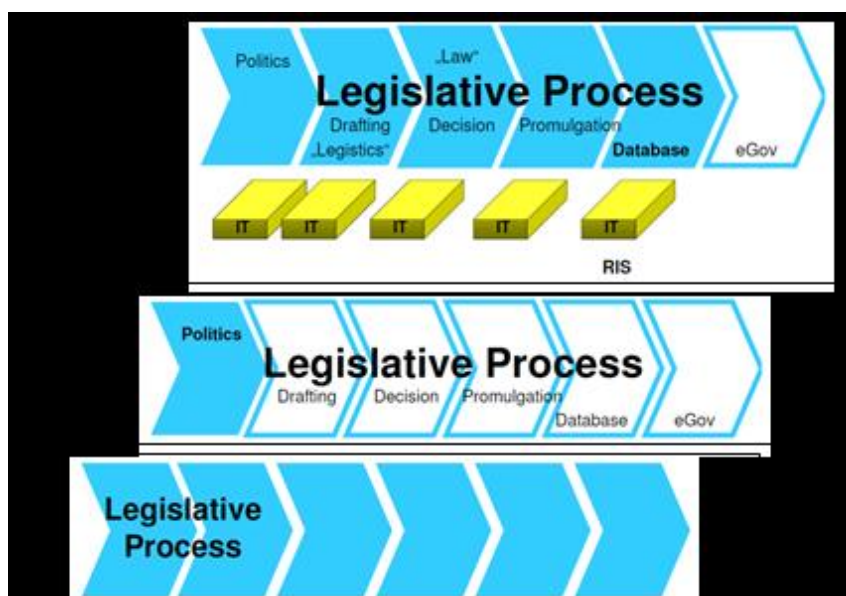 Politics
„Law“
Legislative Process
Drafting Decision Promulgation
„Legistics“ Database eGov
IT IT IT IT IT
RIS
Politics
Legislative Process
Drafting Decision Promulgation
Database eGov
Legislative
Process